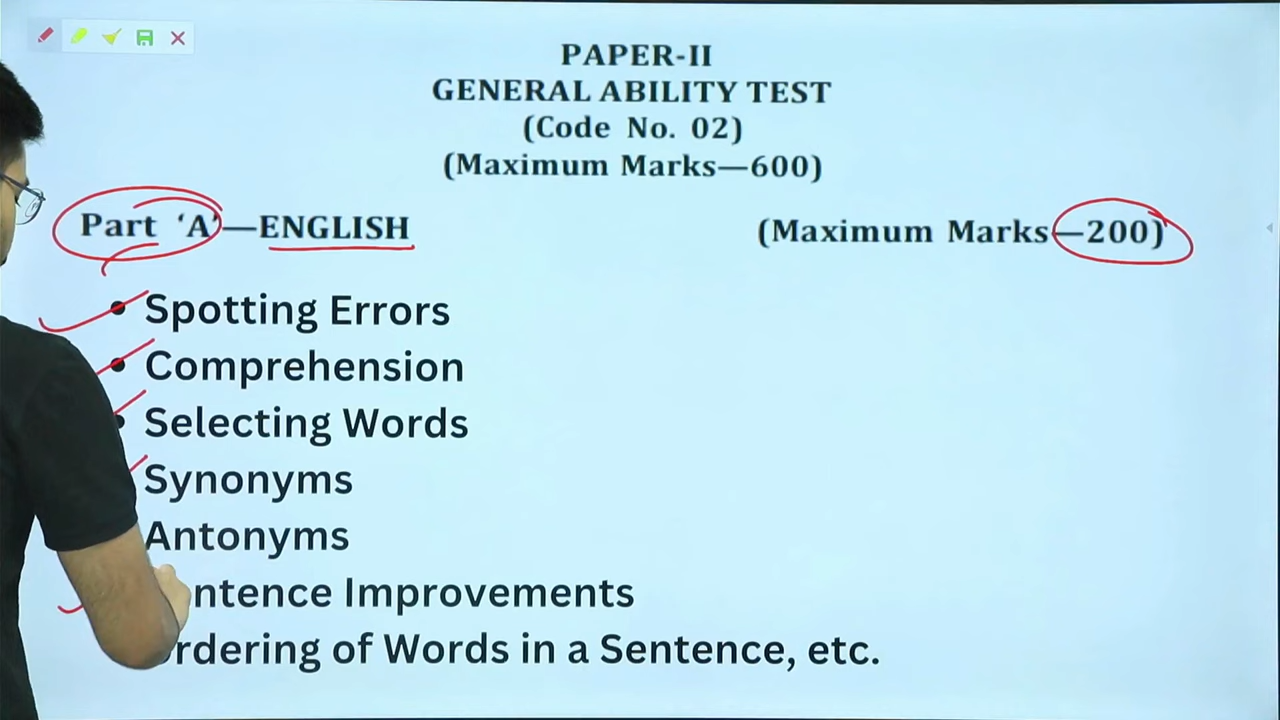 PAPER-II
GENERAL ABILITY TEST
(Code No. 02)
(Maximum Marks—600)
Part ‘A’—ENGLISH (Maximum Marks—200)
• Spotting Errors
• Comprehension
• Selecting Words
Synonyms
Antonyms
ntence Improvements
rdering of Words in a Sentence, etc.